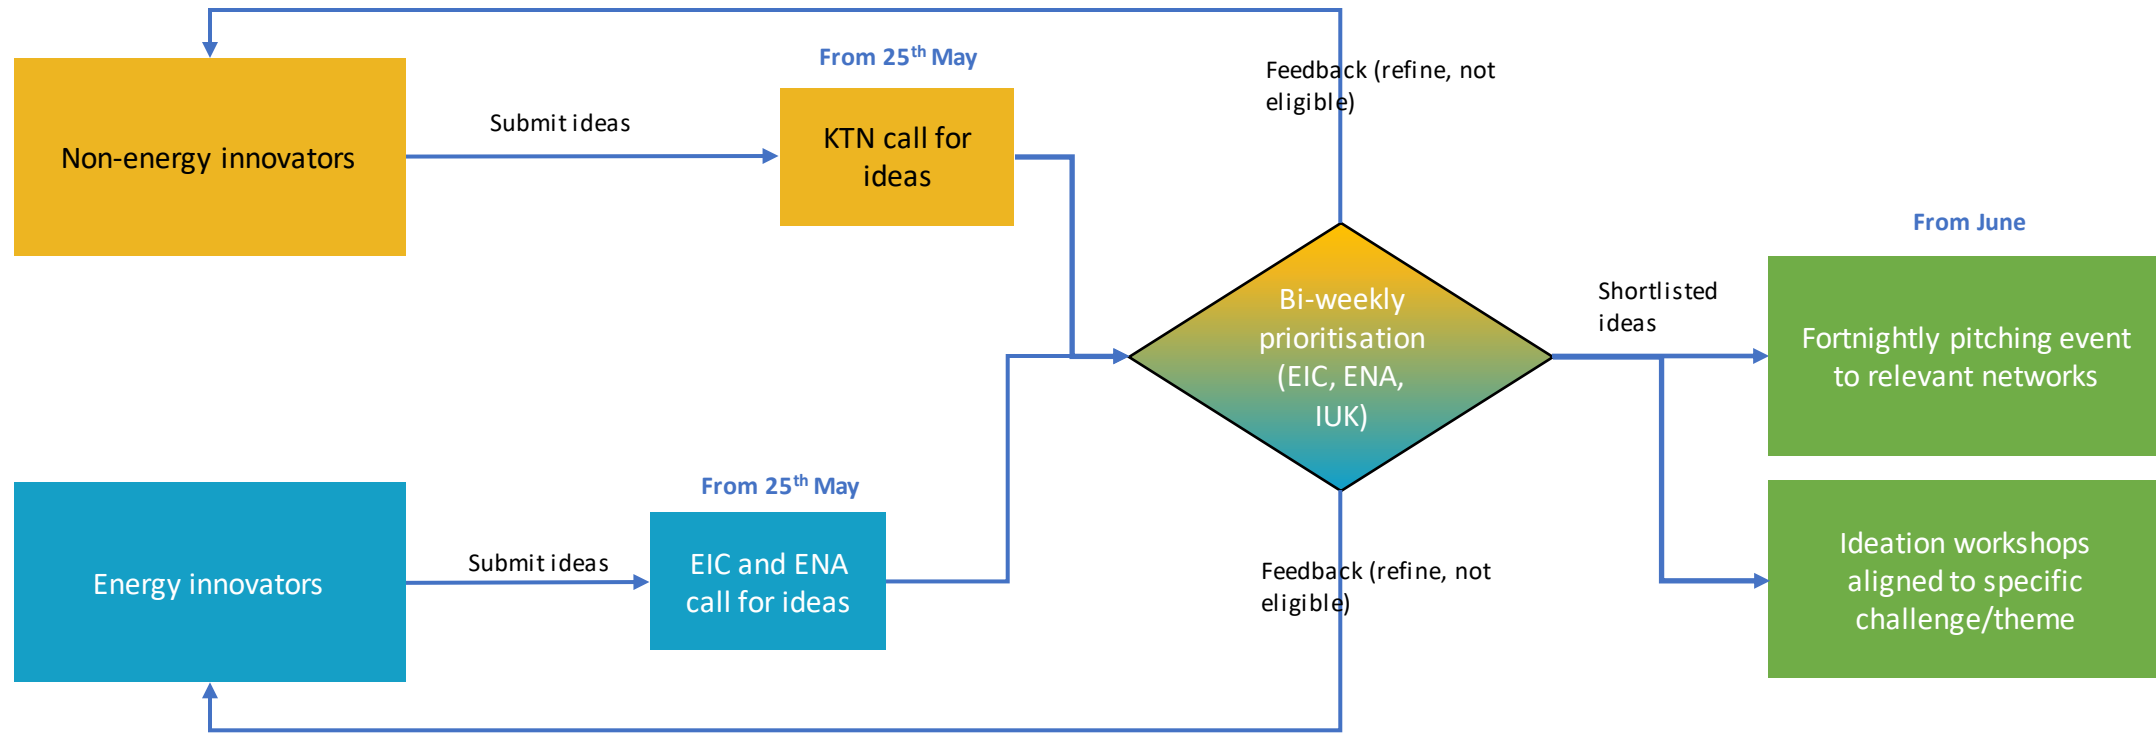 From 25th May
Feedback (refine, not
eligible)
Submit ideas
KTN call for
ideas
Non-energy innovators
From June
Bi-weekly
prioritisation
(EIC, ENA,
IUK)
Shortlisted
ideas
Fortnightly pitching event
to relevant networks
From 25th May
Energy innovators
Submit ideas
EIC and ENA
call for ideas
Feedback (refine, not
eligible)
Ideation workshops
aligned to specific
challenge/theme